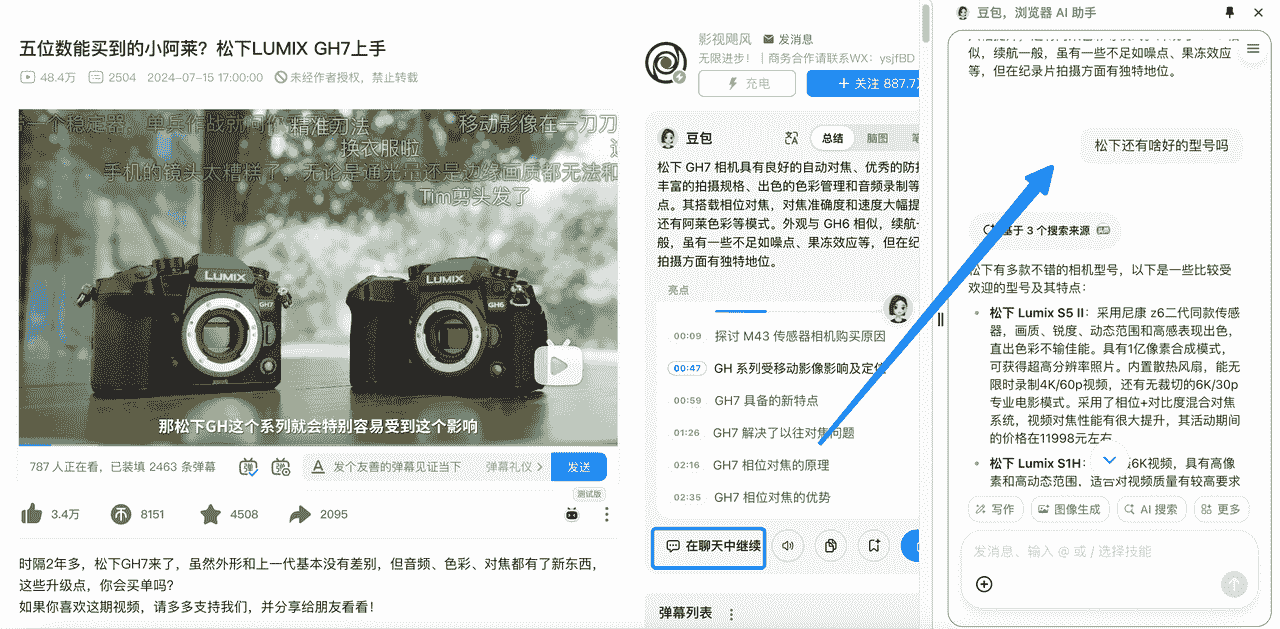 五位数能买到的小阿莱？松下LUMIX GH7上手
48.4万 2504 2024-07-15 17:00:00 未经作者授权，禁止转载
精准刀法
移动影像在一刀刀
换衣服啦
Tim剪头发了
LUMIX
GH7
LUMIX
GH6
那松下GH这个系列就会特别容易受到这个影响
787 人正在看，已装填 2463 条弹幕
发个友善的弹幕见证当下
弹幕礼仪
发送
测试版
3.4万
8151
4508
2095
时隔2年多，松下GH7来了，虽然外形和上一代基本没有差别，但音频、色彩、对焦都有了新东西，
这些升级点，你会买单吗？
如果你喜欢这期视频，请多多支持我们，并分享给朋友看看！
影视飓风 发消息
无限进步！｜商务合作请联系WX：ysjfBD
充电
+ 关注 887.7
豆包
总结
脑图
松下 GH7 相机具有良好的自动对焦、优秀的防
丰富的拍摄规格、出色的色彩管理和音频录制等
点。其搭载相位对焦，对焦准确度和速度大幅提
还有阿莱色彩等模式。外观与 GH6 相似，续航一
般，虽有一些不足如噪点、果冻效应等，但在纪
拍摄方面有独特地位。
亮点
00:09 探讨 M43 传感器相机购买原因
00:47 GH 系列受移动影像影响及定
00:59 GH7 具备的新特点
01:26 GH7 解决了以往对焦问题
02:16 GH7 相位对焦的原理
02:35 GH7 相位对焦的优势
在聊天中继续
弹幕列表
豆包，浏览器 AI 助手
似，续航一般，虽有一些不足如噪点、果冻效应
等，但在纪录片拍摄方面有独特地位。
松下还有啥好的型号吗
基于 3 个搜索来源
松下有多款不错的相机型号，以下是一些比较受
欢迎的型号及其特点：
松下 Lumix S5 II：采用尼康 z6二代同款传感
器，画质、锐度、动态范围和高感表现出色，
直出色彩不输佳能。具有1亿像素合成模式，
可获得超高分辨率照片。内置散热风扇，能无
限时录制4K/60p视频，还有无裁切的6K/30p
专业电影模式。采用了相位+对比度混合对焦
系统，视频对焦性能有很大提升，其活动期间
的价格在11998元左右
松下 Lumix S1H： 6K视频，具有高像
素和高动态范围，适合对视频质量有较高要求
写作
图像生成
AI 搜索
更多
发消息、输入 @ 或 / 选择技能